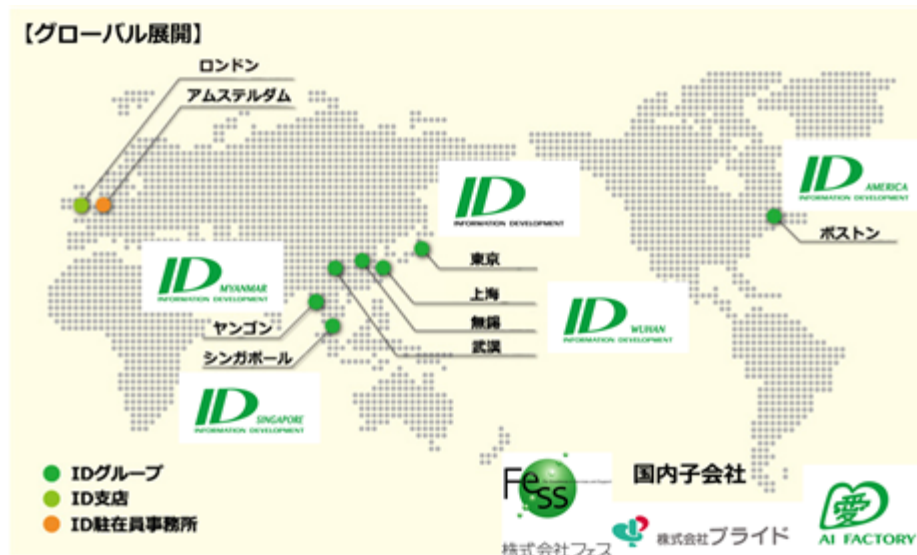 【グローバル展開】
ロンドン
アムステルダム
ID
INFORMATION DEVELOPMENT
ID AMERICA
INFORMATION DEVELOPMENT
ボストン
東京
上海
無錫
武漢
ID MYANMAR
INFORMATION DEVELOPMENT
ID WUHAN
INFORMATION DEVELOPMENT
ヤンゴン
シンガポール
ID SINGAPORE
INFORMATION DEVELOPMENT
IDグループ
ID支店
ID駐在員事務所
国内子会社
Fess
株式会社フェス
株式会社プライド
愛
AI FACTORY